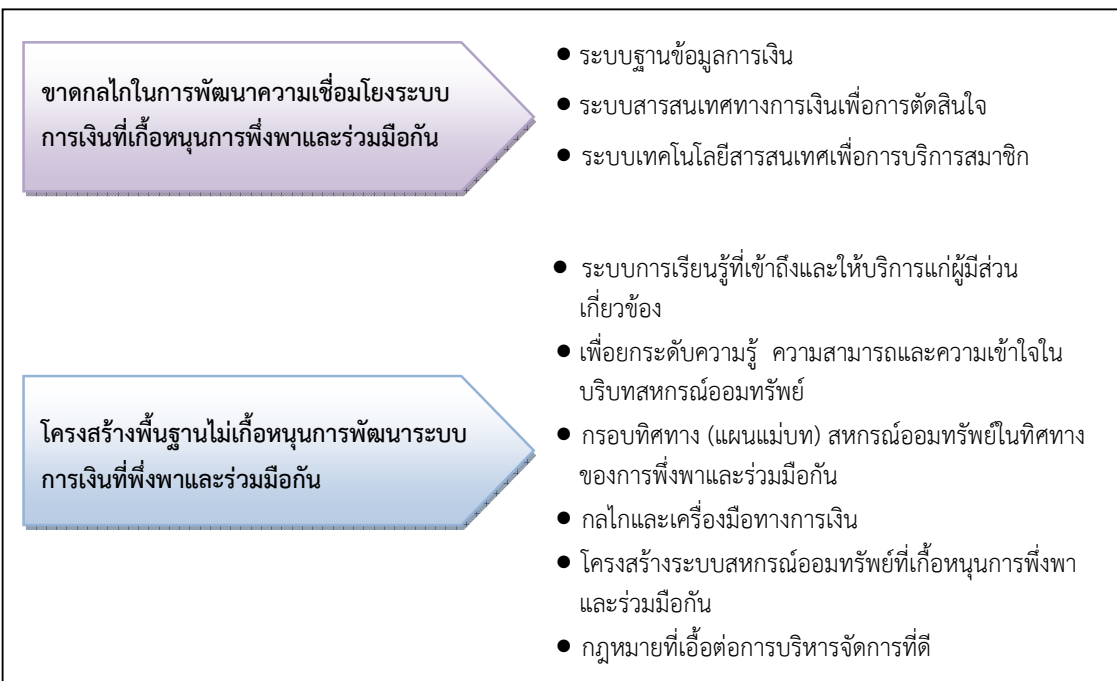 ขาดกลไกในการพัฒนาความเชื่อมโยงระบบ
การเงินที่เกื้อหนุนการพึ่งพาและร่วมมือกัน
● ระบบฐานข้อมูลการเงิน
● ระบบสารสนเทศทางการเงินเพื่อการตัดสินใจ
● ระบบเทคโนโลยีสารสนเทศเพื่อการบริการสมาชิก
โครงสร้างพื้นฐานไม่เกื้อหนุนการพัฒนาระบบ
การเงินที่พึ่งพาและร่วมมือกัน
● ระบบการเรียนรู้ที่เข้าถึงและให้บริการแก่ผู้มีส่วน
เกี่ยวข้อง
● เพื่อยกระดับความรู้ ความสามารถและความเข้าใจใน
บริบทสหกรณ์ออมทรัพย์
● กรอบทิศทาง (แผนแม่บท) สหกรณ์ออมทรัพย์ในทิศทาง
ของการพึ่งพาและร่วมมือกัน
● กลไกและเครื่องมือทางการเงิน
● โครงสร้างระบบสหกรณ์ออมทรัพย์ที่เกื้อหนุนการพึ่งพา
และร่วมมือกัน
● กฎหมายที่เอื้อต่อการบริหารจัดการที่ดี